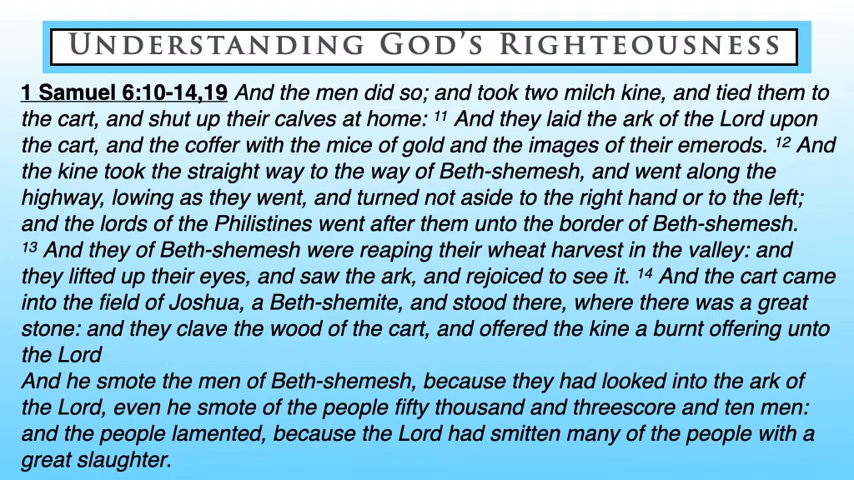 Understanding God's Righteousness
1 Samuel 6:10-14,19 And the men did so; and took two milch kine, and tied them to
the cart, and shut up their calves at home: 11 And they laid the ark of the Lord upon
the cart, and the coffer with the mice of gold and the images of their emerods. 12 And
the kine took the straight way to the way of Beth-shemesh, and went along the
highway, lowing as they went, and turned not aside to the right hand or to the left;
and the lords of the Philistines went after them unto the border of Beth-shemesh.
13 And they of Beth-shemesh were reaping their wheat harvest in the valley: and
they lifted up their eyes, and saw the ark, and rejoiced to see it. 14 And the cart came
into the field of Joshua, a Beth-shemite, and stood there, where there was a great
stone: and they clave the wood of the cart, and offered the kine a burnt offering unto
the Lord
And he smote the men of Beth-shemesh, because they had looked into the ark of
the Lord, even he smote of the people fifty thousand and threescore and ten men:
and the people lamented, because the Lord had smitten many of the people with a
great slaughter.